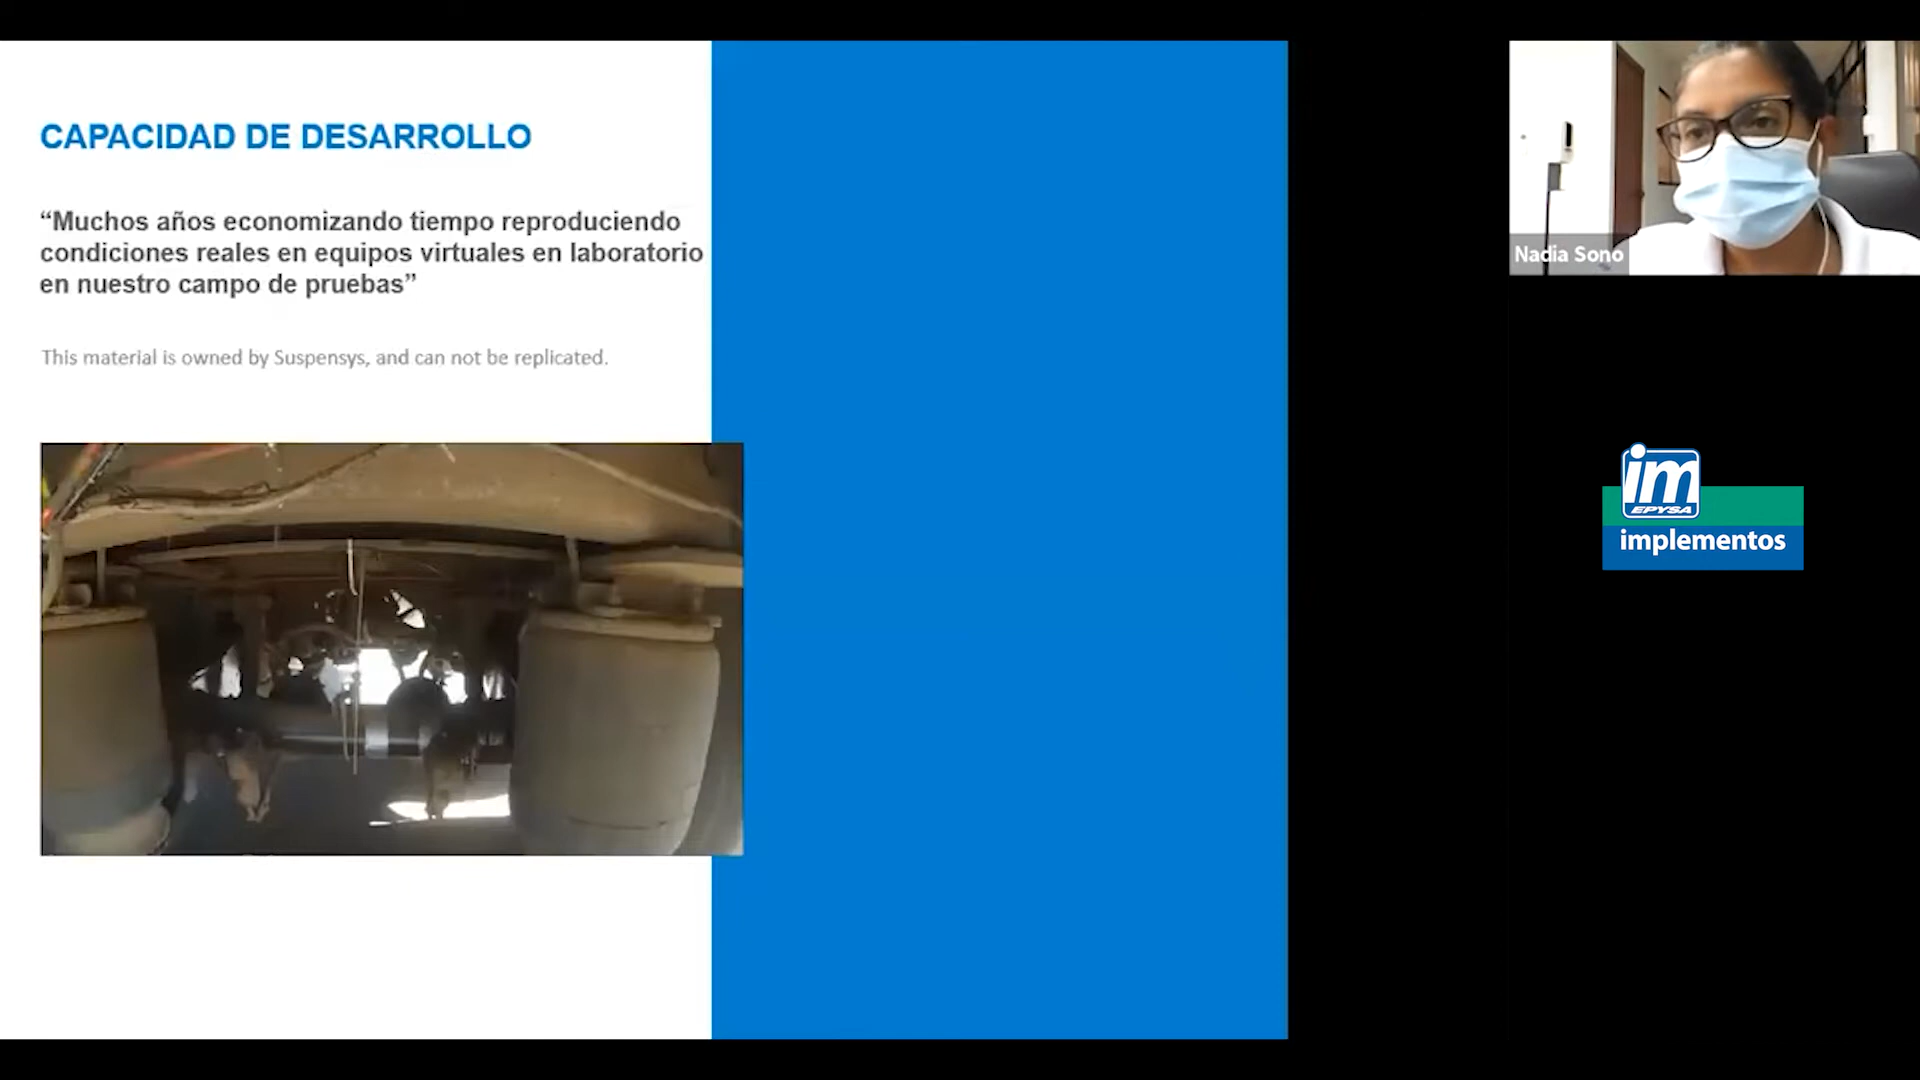 CAPACIDAD DE DESARROLLO
“Muchos años economizando tiempo reproduciendo
condiciones reales en equipos virtuales en laboratorio
en nuestro campo de pruebas”
This material is owned by Suspensys, and can not be replicated.
Nadia Sono
im
EPYSA
implementos